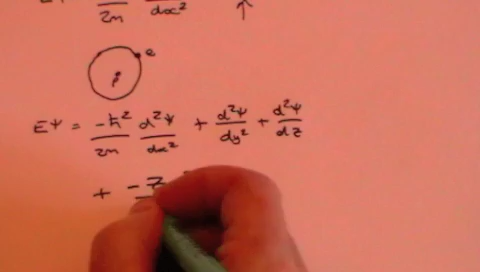 2m dx²
e
p
Eψ = -ħ²/2m d²ψ/dx² + d²ψ/dy² + d²ψ/dz
+ -Z